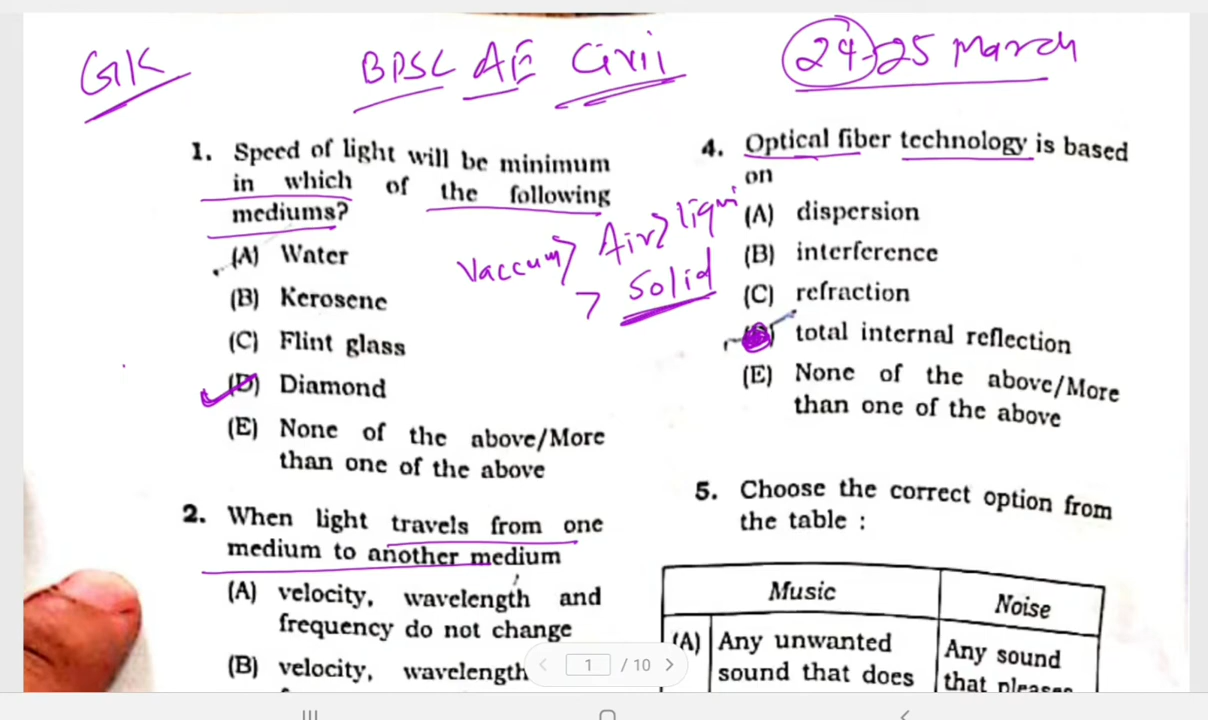 GK BPSC AE Civil 24-25 March
1. Speed of light will be minimum
in which of the following
mediums?
(A) Water
(B) Kerosene
(C) Flint glass
(D) Diamond
(E) None of the above/More
than one of the above
Vaccum > Air > liqui
> Solid
2. When light travels from one
medium to another medium
(A) velocity, wavelength and
frequency do not change
(B) velocity, wavelength
4. Optical fiber technology is based
on
(A) dispersion
(B) interference
(C) refraction
total internal reflection
(E) None of the above/More
than one of the above
5. Choose the correct option from
the table :
Music Noise
(A) Any unwanted
sound that does
Any sound
that pleases
1 / 10